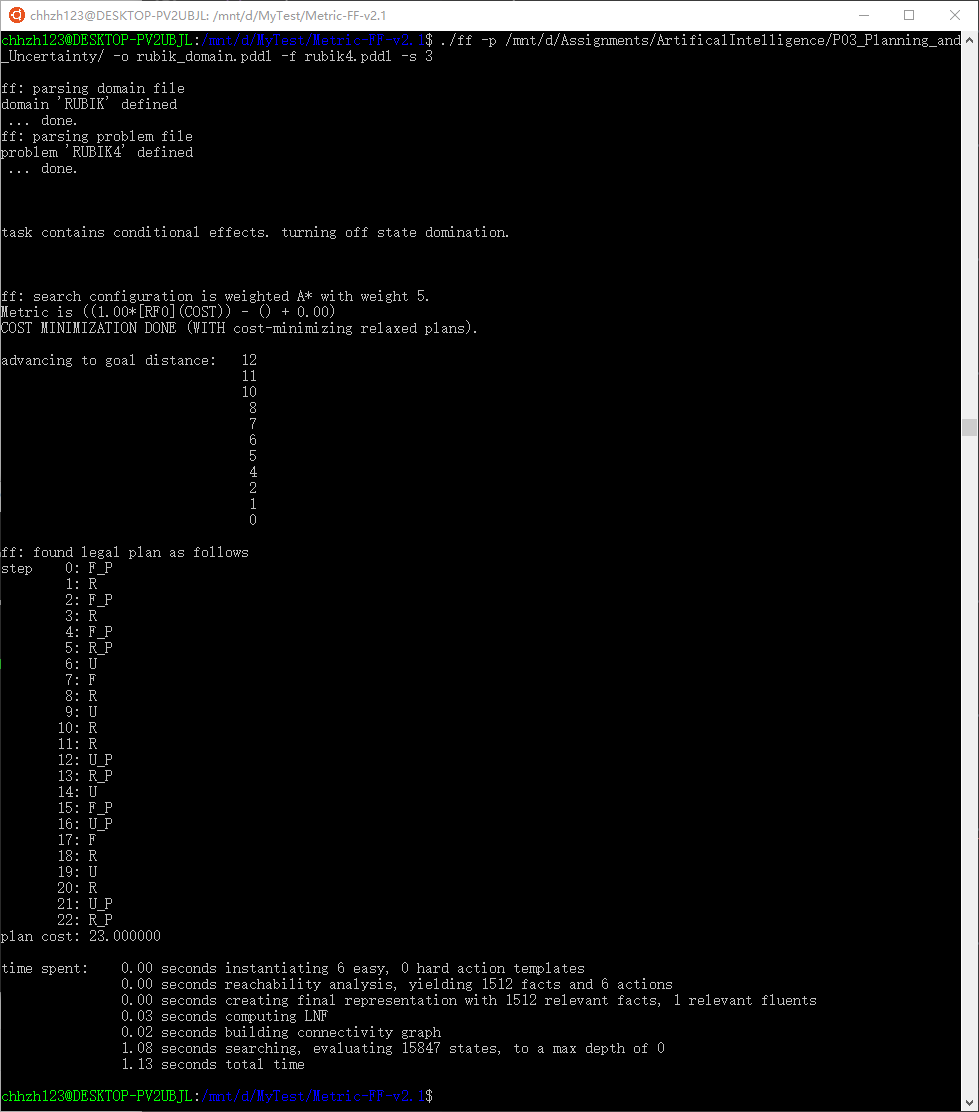 chhzh123@DESKTOP-PV2UBJL: /mnt/d/MyTest/Metric-FF-v2.1
chhzh123@DESKTOP-PV2UBJL:/mnt/d/MyTest/Metric-FF-v2.1$ ./ff -p /mnt/d/Assignments/ArtificalIntelligence/P03_Planning_and
_Uncertainty/ -o rubik_domain.pddl -f rubik4.pddl -s 3
ff: parsing domain file
domain 'RUBIK' defined
... done.
ff: parsing problem file
problem 'RUBIK4' defined
... done.
task contains conditional effects. turning off state domination.
ff: search configuration is weighted A* with weight 5.
Metric is ((1.00*[RF0](COST)) - () + 0.00)
COST MINIMIZATION DONE (WITH cost-minimizing relaxed plans).
advancing to goal distance: 12
11
10
8
7
6
5
4
2
1
0
ff: found legal plan as follows
step 0: F_P
1: R
2: F_P
3: R
4: F_P
5: R_P
6: U
7: F
8: R
9: U
10: R
11: R
12: U_P
13: R_P
14: U
15: F_P
16: U_P
17: F
18: R
19: U
20: R
21: U_P
22: R_P
plan cost: 23.000000
time spent: 0.00 seconds instantiating 6 easy, 0 hard action templates
0.00 seconds reachability analysis, yielding 1512 facts and 6 actions
0.00 seconds creating final representation with 1512 relevant facts, 1 relevant fluents
0.03 seconds computing LNF
0.02 seconds building connectivity graph
1.08 seconds searching, evaluating 15847 states, to a max depth of 0
1.13 seconds total time
chhzh123@DESKTOP-PV2UBJL:/mnt/d/MyTest/Metric-FF-v2.1$